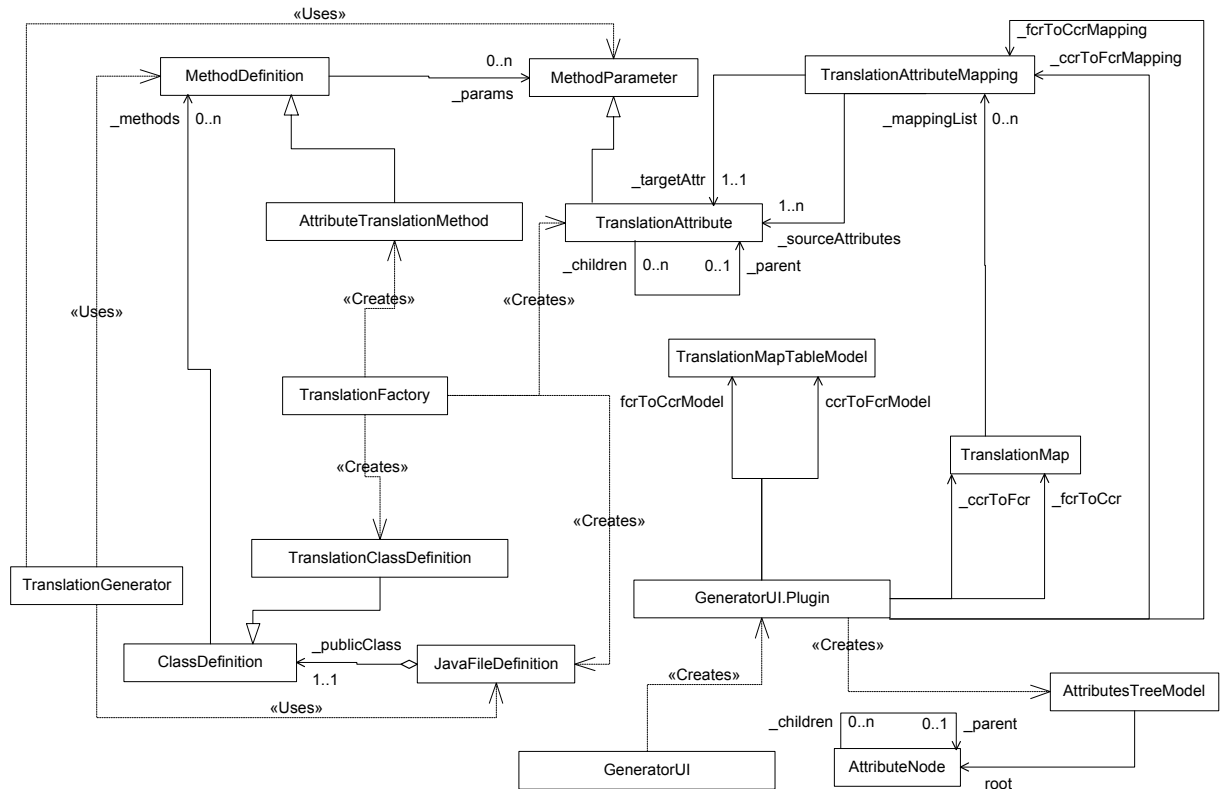 «Uses»
_fcrToCcrMapping
_ccrToFcrMapping
0..n
MethodDefinition
MethodParameter
TranslationAttributeMapping
_params
_methods 0..n
_mappingList 0..n
_targetAttr 1..1
AttributeTranslationMethod
TranslationAttribute
1..n
_sourceAttributes
_children 0..n 0..1 _parent
«Creates»
«Creates»
«Uses»
TranslationMapTableModel
TranslationFactory
fcrToCcrModel ccrToFcrModel
TranslationMap
«Creates»
_ccrToFcr _fcrToCcr
«Creates»
TranslationClassDefinition
TranslationGenerator
GeneratorUI.Plugin
_publicClass
«Creates»
ClassDefinition
JavaFileDefinition
«Creates»
1..1
AttributesTreeModel
«Uses»
_children 0..n 0..1 _parent
GeneratorUI
AttributeNode
root